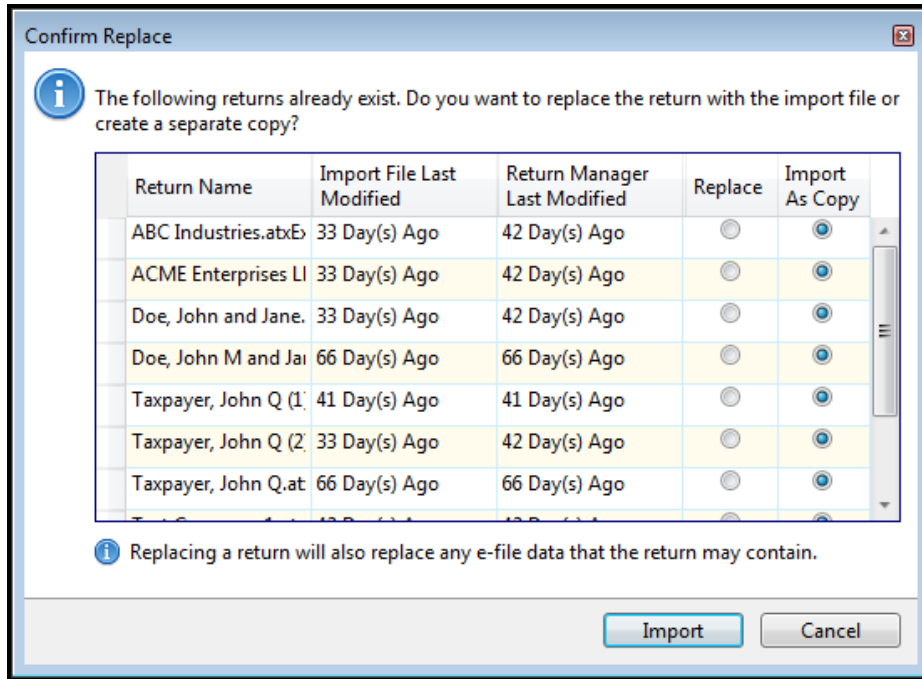 Confirm Replace
The following returns already exist. Do you want to replace the return with the import file or
create a separate copy?
Return Name Import File Last Modified Return Manager Last Modified Replace Import As Copy
ABC Industries.atxEx 33 Day(s) Ago 42 Day(s) Ago
ACME Enterprises Ll 33 Day(s) Ago 42 Day(s) Ago
Doe, John and Jane. 33 Day(s) Ago 42 Day(s) Ago
Doe, John M and Jan 66 Day(s) Ago 66 Day(s) Ago
Taxpayer, John Q (1) 41 Day(s) Ago 41 Day(s) Ago
Taxpayer, John Q (2) 33 Day(s) Ago 42 Day(s) Ago
Taxpayer, John Q.at 66 Day(s) Ago 66 Day(s) Ago
Replacing a return will also replace any e-file data that the return may contain.
Import Cancel